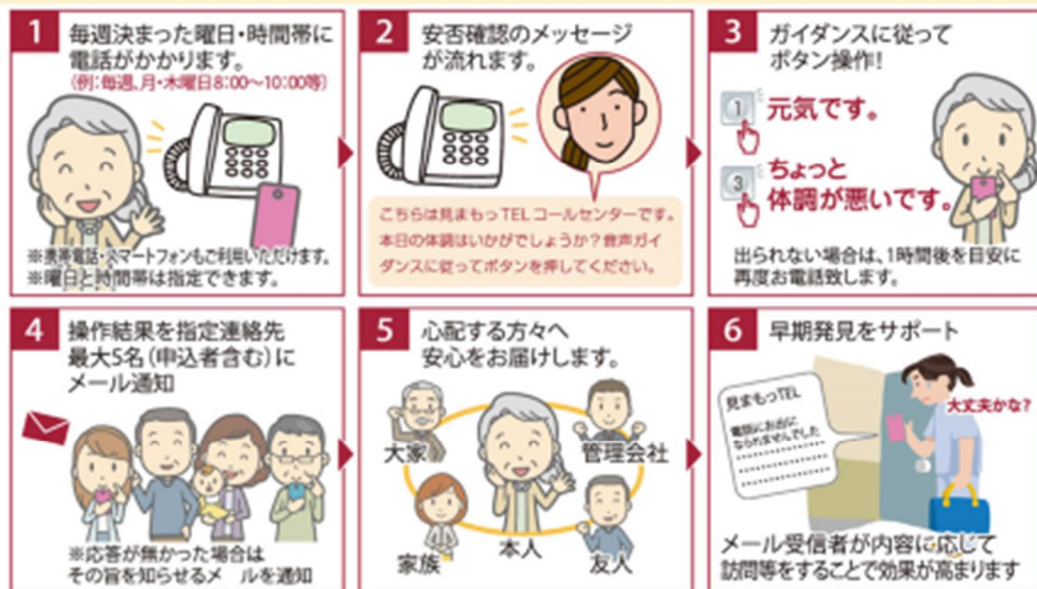 1
毎週決まった曜日・時間帯に
電話がかかります。
(例:毎週、月・木曜日8:00～10:00等)
※携帯電話・スマートフォンもご利用いただけます。
※曜日と時間帯は指定できます。
2
安否確認のメッセージ
が流れます。
こちらは見まもっTELコールセンターです。
本日の体調はいかがでしょうか?音声ガイ
ダンスに従ってボタンを押してください。
3
ガイダンスに従って
ボタン操作!
1
元気です。
3
ちょっと
体調が悪いです。
出られない場合は、1時間後を目安に
再度お電話致します。
4
操作結果を指定連絡先
最大5名(申込者含む)に
メール通知
※応答が無かった場合は
その旨を知らせるメールを通知
5
心配する方々へ
安心をお届けします。
大家
管理会社
家族
本人
友人
6
早期発見をサポート
見まもっTEL
電話にお出に
なられませんでした
大丈夫かな?
メール受信者が内容に応じて
訪問等をすることで効果が高まります